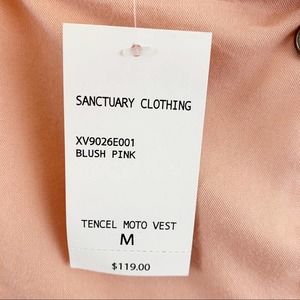 SANCTUARY CLOTHING
XV9026E001
BLUSH PINK
TENCEL MOTO VEST
M
$119.00